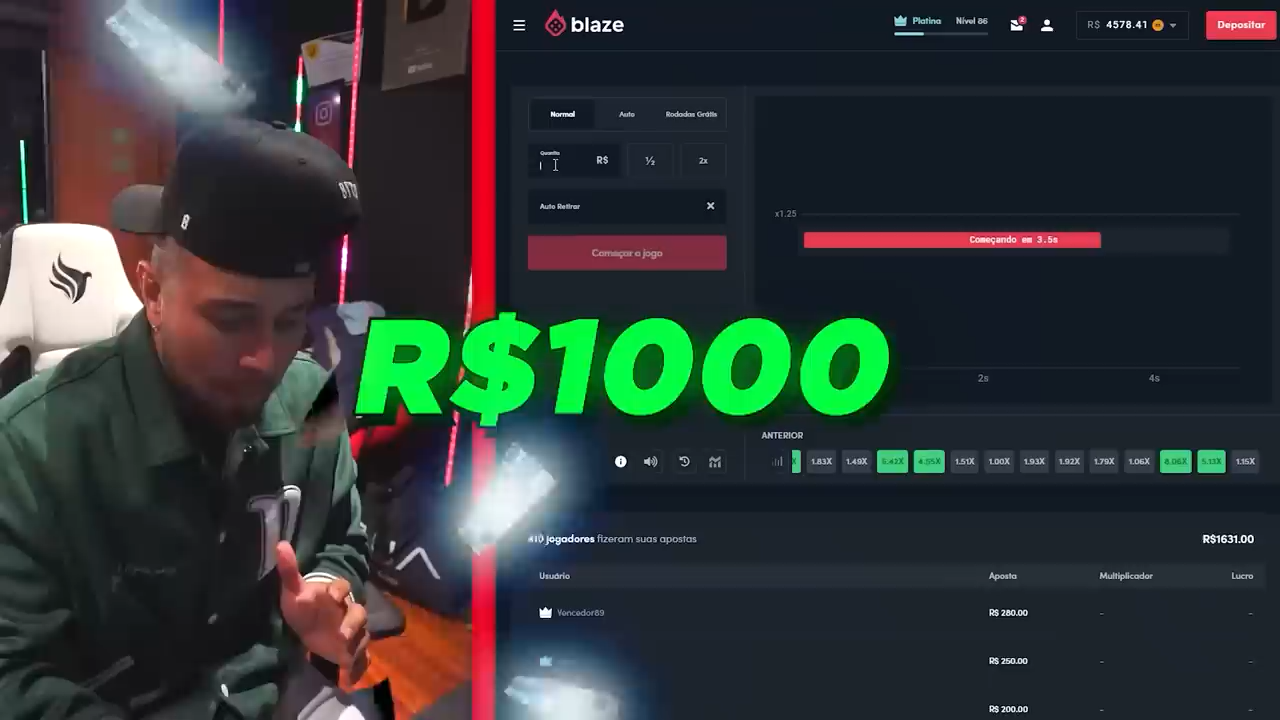 blaze
Platina Nível 86
2
R$ 4578.41
Depositar
Normal Auto Rodadas Grátis
Quantia
R$ ½ 2x
Auto Retirar
Começar o jogo
x1.25
Começando em 3.5s
R$1000
2s 4s
ANTERIOR
X 1.83X 1.49X 5.42X 4.55X 1.51X 1.00X 1.93X 1.92X 1.79X 1.06X 8.06X 5.13X 1.15X
jogadores fizeram suas apostas
R$1631.00
Usuário Aposta Multiplicador Lucro
Vencedor89 R$ 280.00 - -
R$ 250.00 - -
R$ 200.00 - -